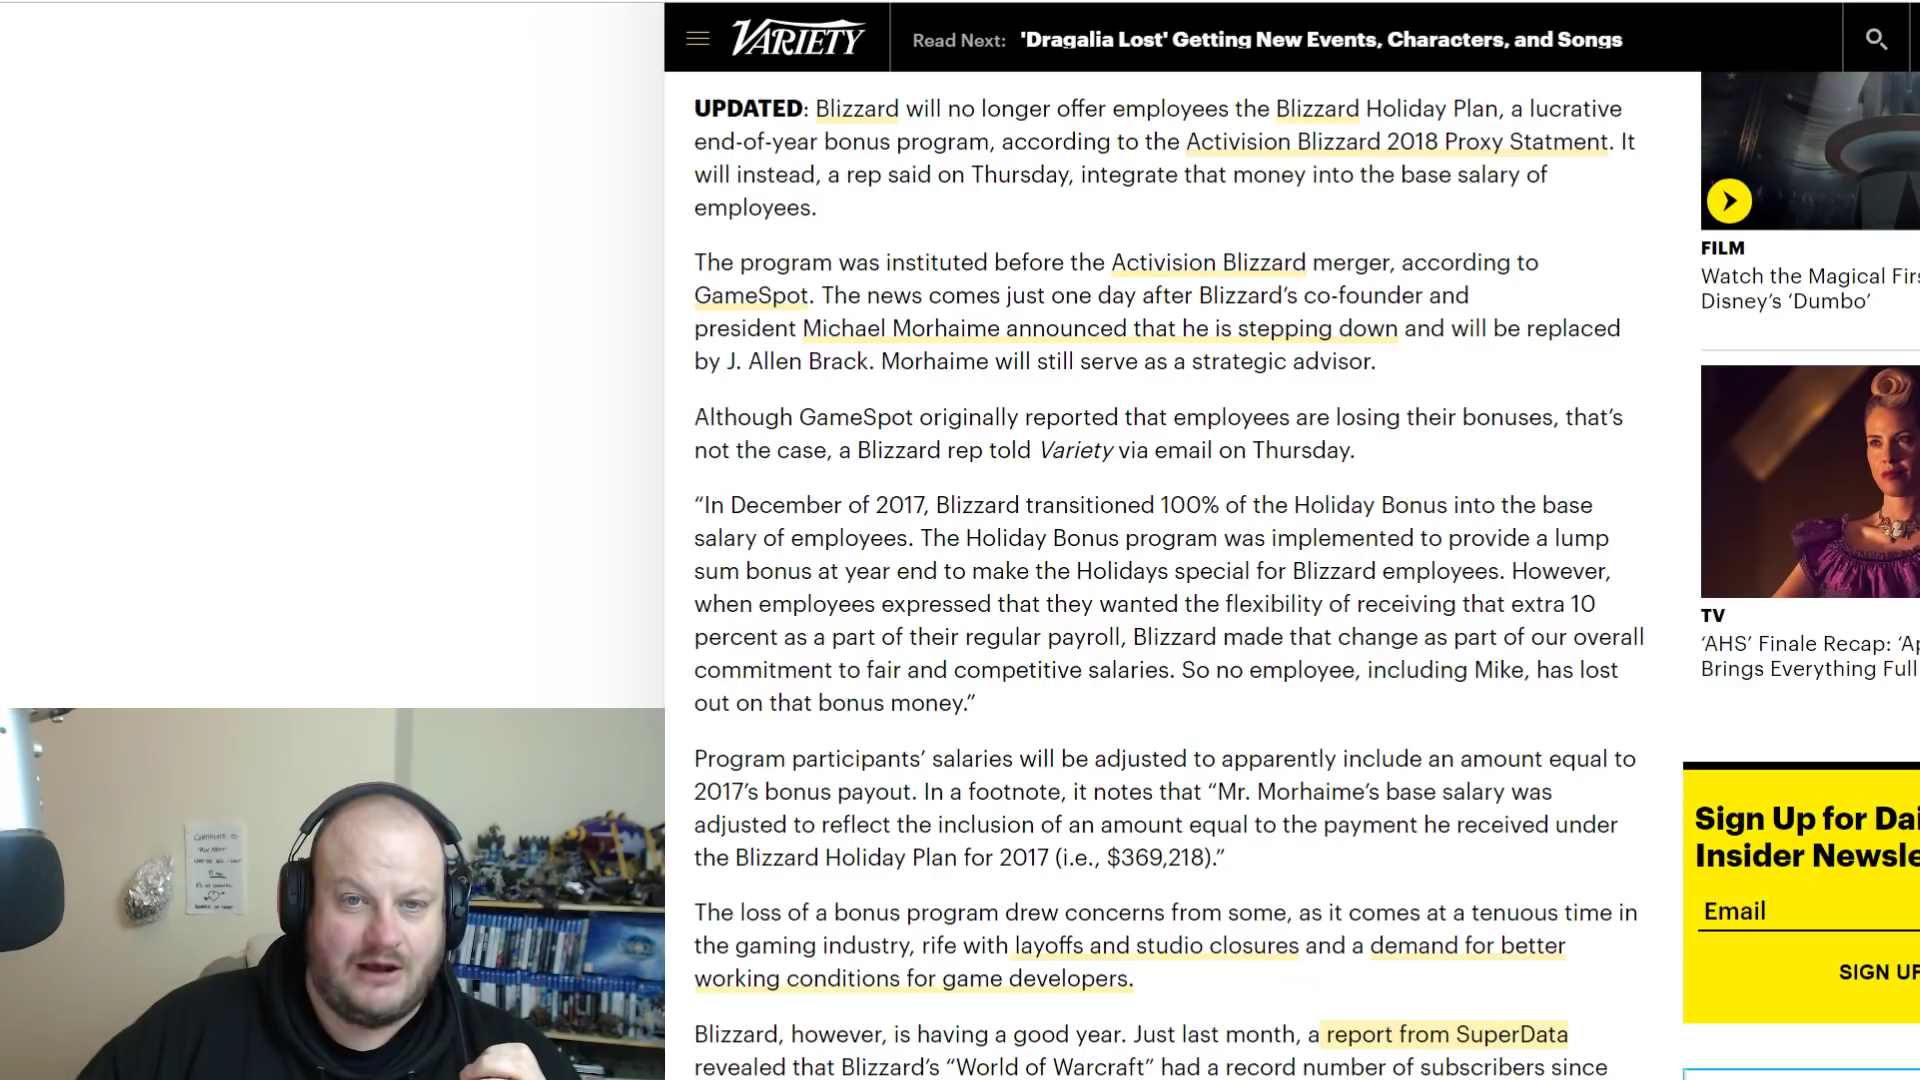 VARIETY
Read Next: 'Dragalia Lost' Getting New Events, Characters, and Songs
UPDATED: Blizzard will no longer offer employees the Blizzard Holiday Plan, a lucrative
end-of-year bonus program, according to the Activision Blizzard 2018 Proxy Statment. It
will instead, a rep said on Thursday, integrate that money into the base salary of
employees.
The program was instituted before the Activision Blizzard merger, according to
GameSpot. The news comes just one day after Blizzard’s co-founder and
president Michael Morhaime announced that he is stepping down and will be replaced
by J. Allen Brack. Morhaime will still serve as a strategic advisor.
Although GameSpot originally reported that employees are losing their bonuses, that’s
not the case, a Blizzard rep told Variety via email on Thursday.
“In December of 2017, Blizzard transitioned 100% of the Holiday Bonus into the base
salary of employees. The Holiday Bonus program was implemented to provide a lump
sum bonus at year end to make the Holidays special for Blizzard employees. However,
when employees expressed that they wanted the flexibility of receiving that extra 10
percent as a part of their regular payroll, Blizzard made that change as part of our overall
commitment to fair and competitive salaries. So no employee, including Mike, has lost
out on that bonus money.”
Program participants’ salaries will be adjusted to apparently include an amount equal to
2017’s bonus payout. In a footnote, it notes that “Mr. Morhaime’s base salary was
adjusted to reflect the inclusion of an amount equal to the payment he received under
the Blizzard Holiday Plan for 2017 (i.e., $369,218).”
The loss of a bonus program drew concerns from some, as it comes at a tenuous time in
the gaming industry, rife with layoffs and studio closures and a demand for better
working conditions for game developers.
Blizzard, however, is having a good year. Just last month, a report from SuperData
revealed that Blizzard’s “World of Warcraft” had a record number of subscribers since
FILM
Watch the Magical Firs
Disney’s ‘Dumbo’
TV
‘AHS’ Finale Recap: ‘Ap
Brings Everything Full
Sign Up for Dai
Insider Newsle
Email
SIGN UP